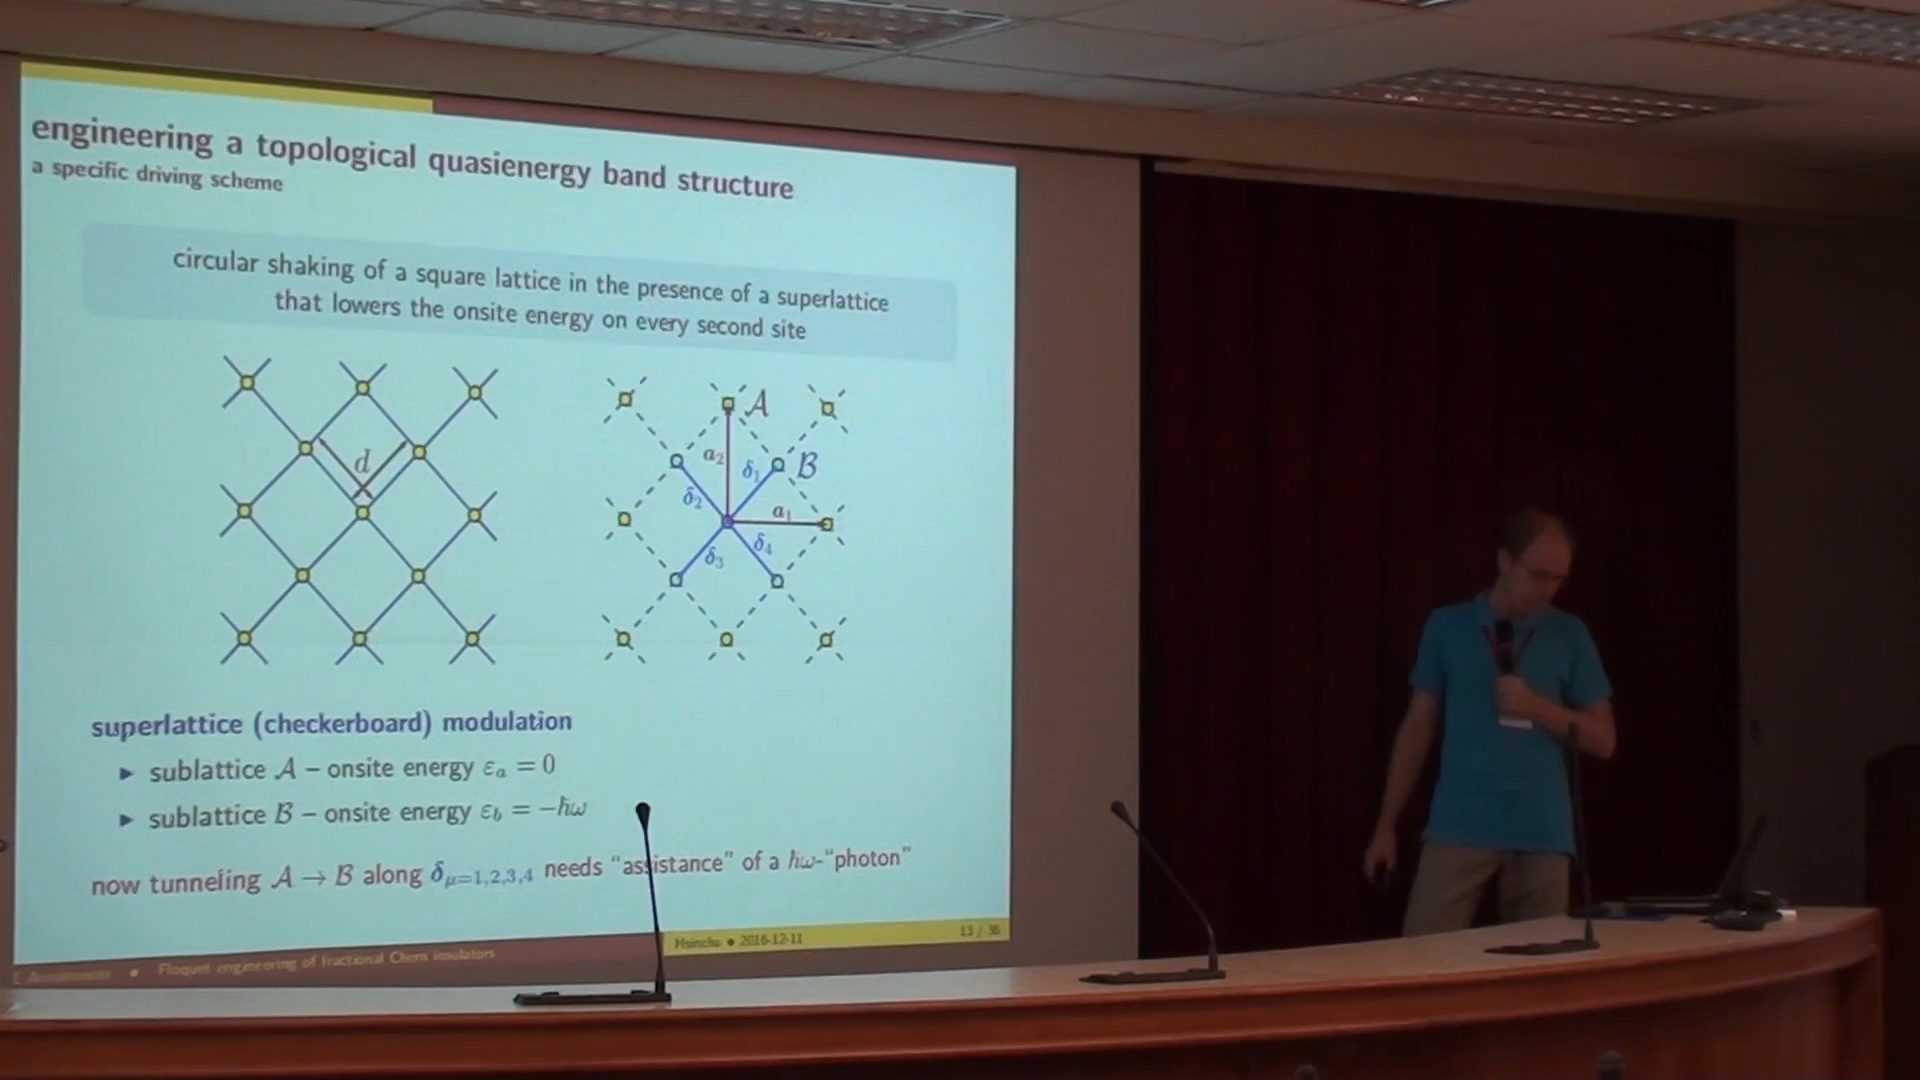 engineering a topological quasienergy band structure
a specific driving scheme
circular shaking of a square lattice in the presence of a superlattice
that lowers the onsite energy on every second site
d
A
a₂
δ₁
B
δ₂
a₁
δ₃
δ₄
superlattice (checkerboard) modulation
▶ sublattice A – onsite energy εₐ = 0
▶ sublattice B – onsite energy ε_b = −ℏω
now tunneling A → B along δ_μ=1,2,3,4 needs “assistance” of a ℏω-“photon”
Hsinchu • 2016-12-11
13 / 36
• Floquet engineering of fractional Chern insulators